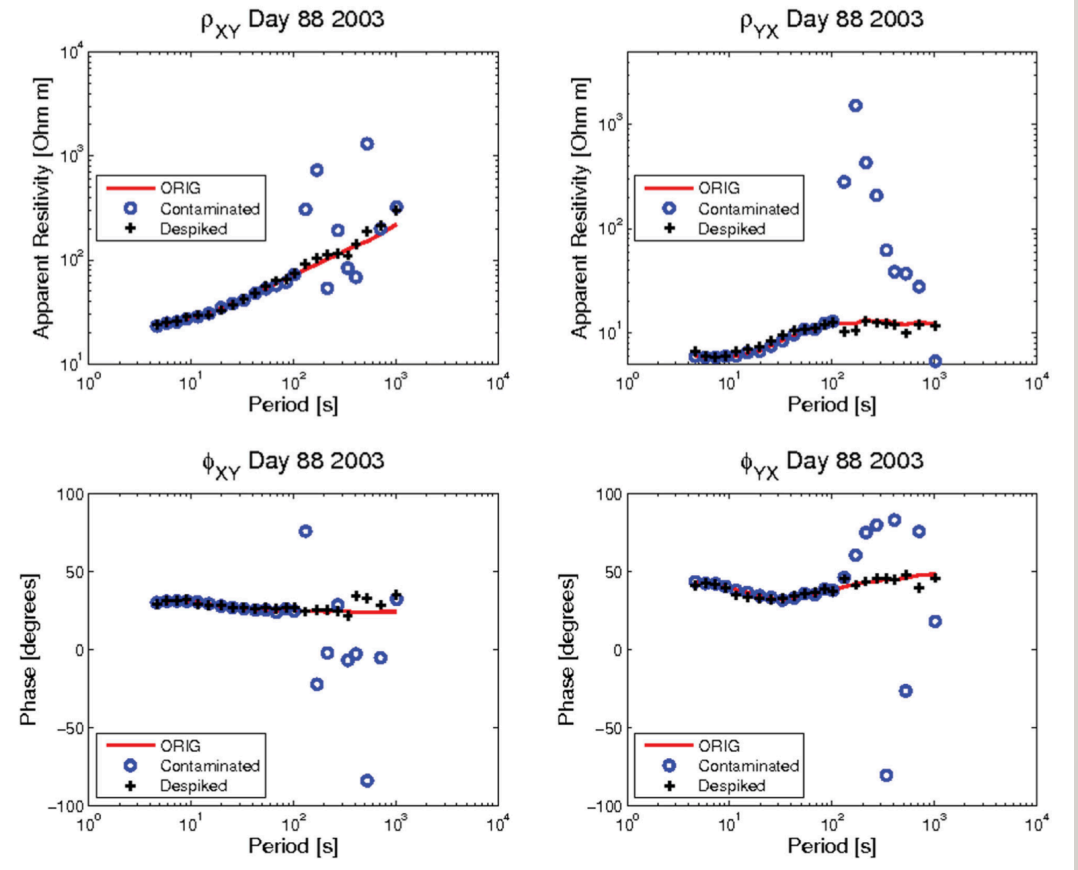 ρXY Day 88 2003
Apparent Resitivity [Ohm m]
10^4
10^3
10^2
10^1
ORIG
Contaminated
Despiked
10^0 10^1 10^2 10^3 10^4
Period [s]
ρYX Day 88 2003
Apparent Resitivity [Ohm m]
10^3
10^2
10^1
ORIG
Contaminated
Despiked
10^0 10^1 10^2 10^3 10^4
Period [s]
ϕXY Day 88 2003
Phase [degrees]
100
50
0
−50
−100
ORIG
Contaminated
Despiked
10^0 10^1 10^2 10^3 10^4
Period [s]
ϕYX Day 88 2003
Phase [degrees]
100
50
0
−50
−100
ORIG
Contaminated
Despiked
10^0 10^1 10^2 10^3 10^4
Period [s]